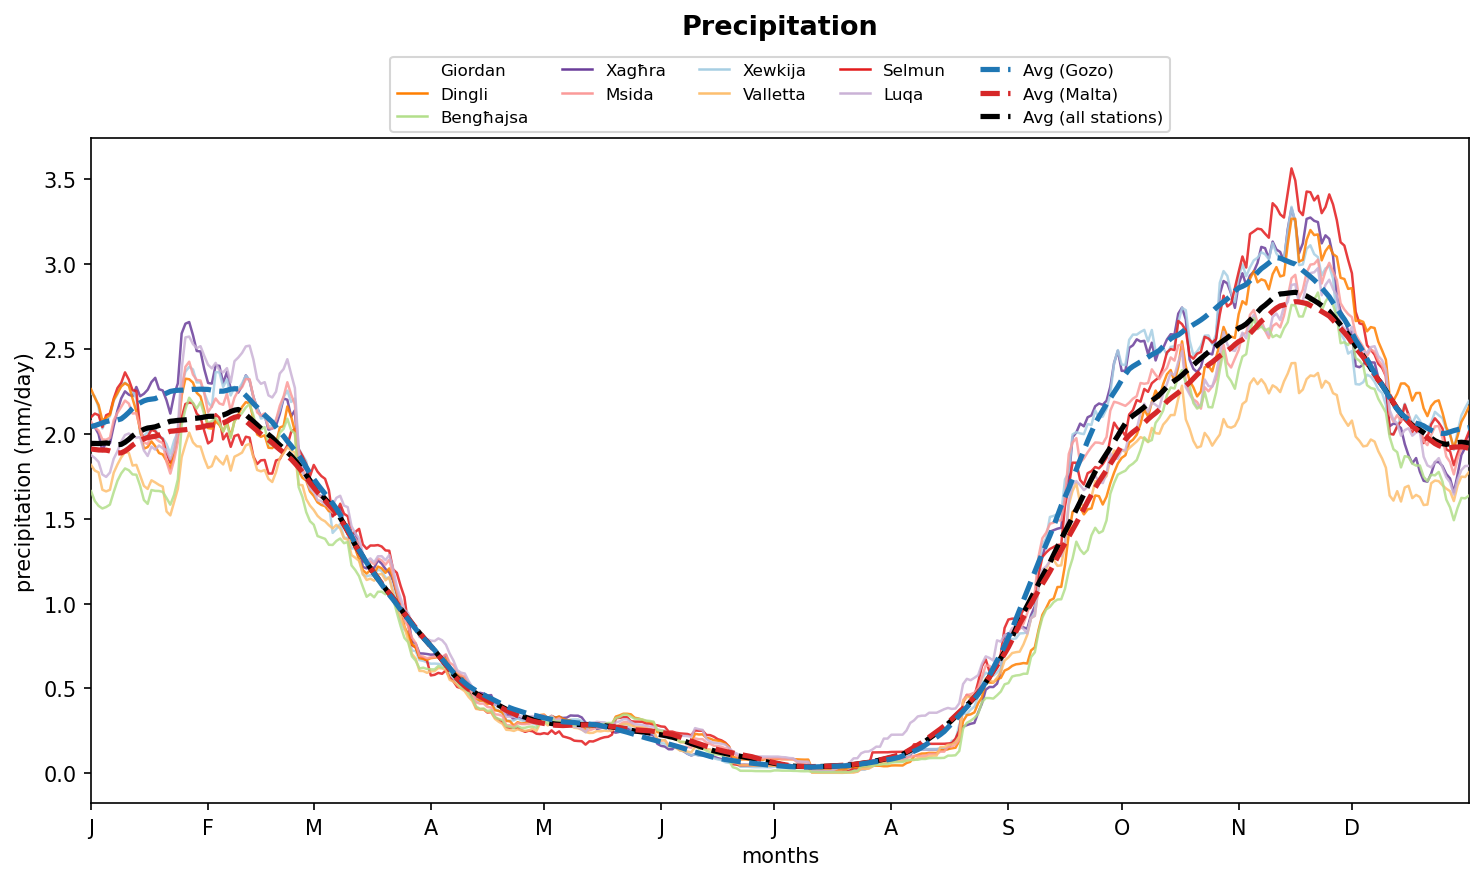 Precipitation
Giordan
Dingli
Bengħajsa
Xagħra
Msida
Xewkija
Valletta
Selmun
Luqa
Avg (Gozo)
Avg (Malta)
Avg (all stations)
precipitation (mm/day)
3.5
3.0
2.5
2.0
1.5
1.0
0.5
0.0
J F M A M J J A S O N D
months